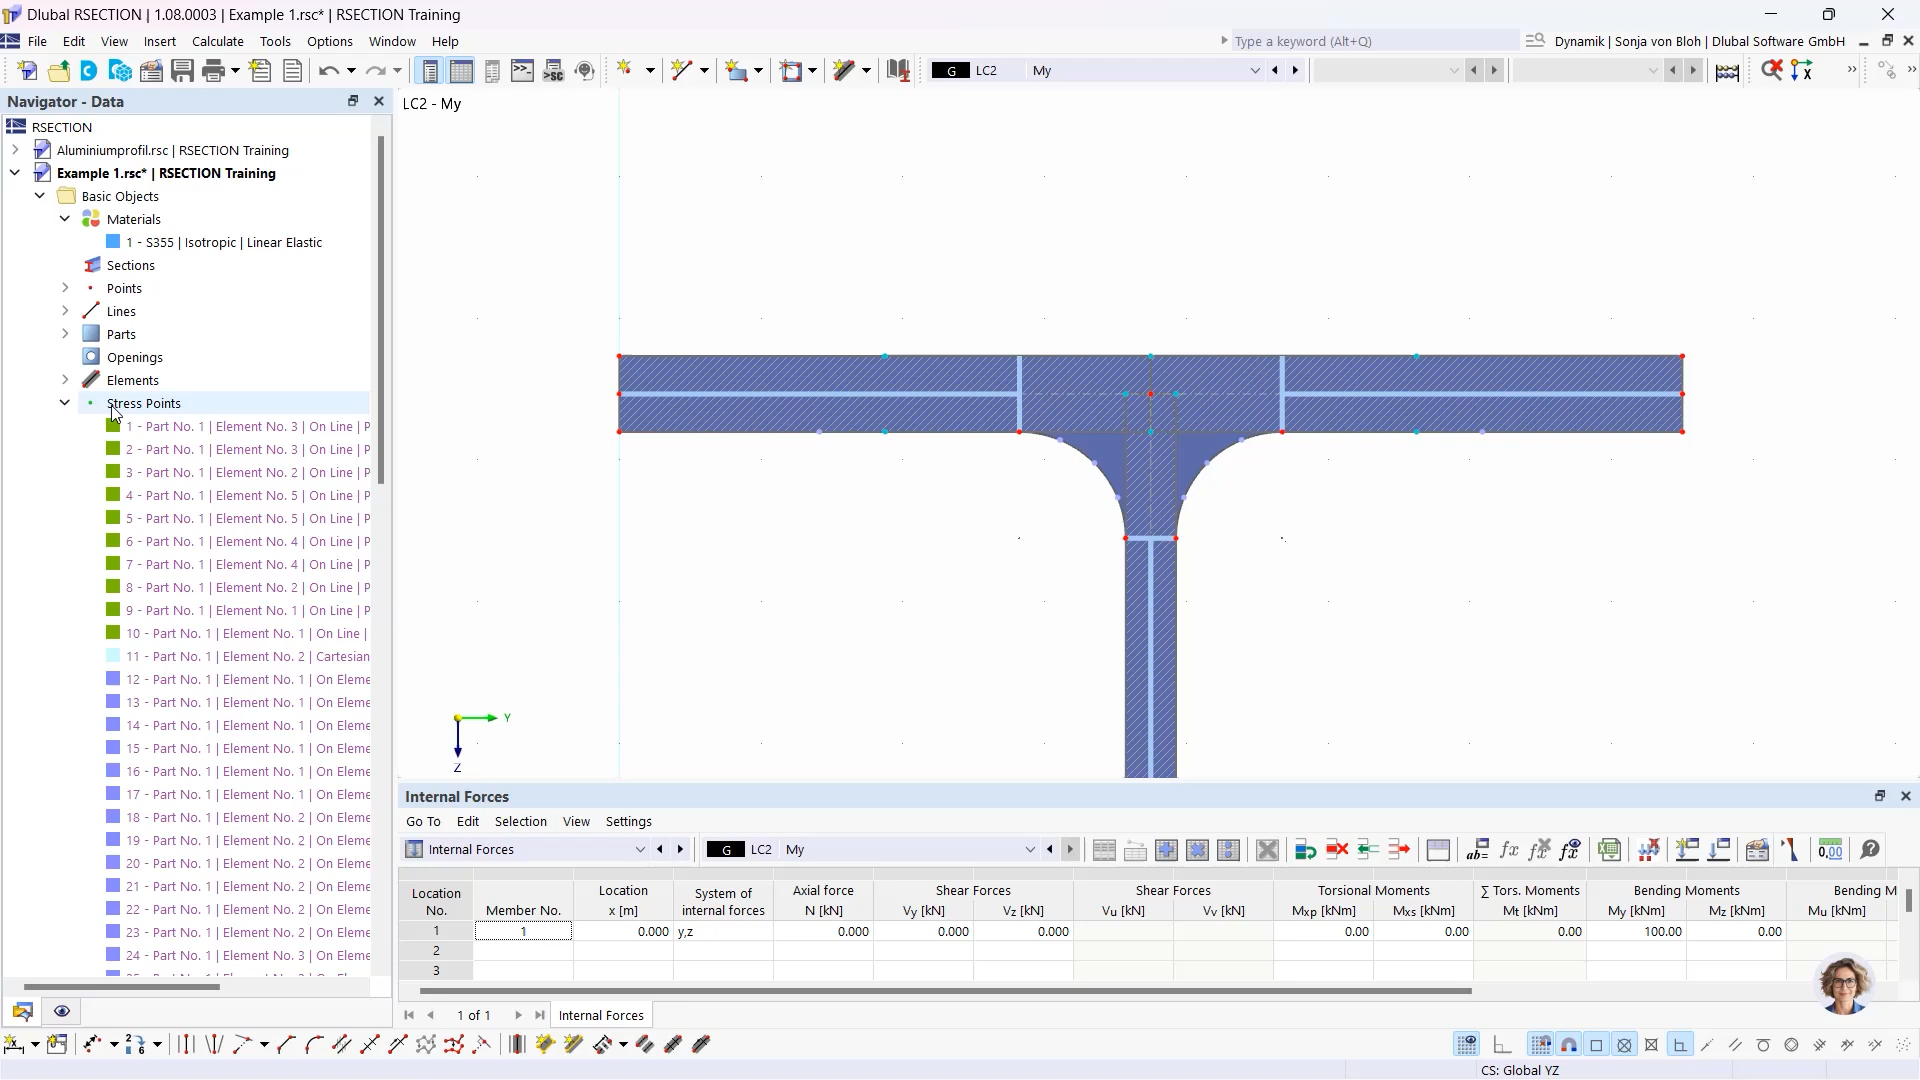 Dlubal RSECTION | 1.08.0003 | Example 1.rsc* | RSECTION Training
File Edit View Insert Calculate Tools Options Window Help
Type a keyword (Alt+Q)
Dynamik | Sonja von Bloh | Dlubal Software GmbH
G LC2 My
Navigator - Data
RSECTION
Aluminiumprofil.rsc | RSECTION Training
Example 1.rsc* | RSECTION Training
Basic Objects
Materials
1 - S355 | Isotropic | Linear Elastic
Sections
Points
Lines
Parts
Openings
Elements
Stress Points
1 - Part No. 1 | Element No. 3 | On Line | P
2 - Part No. 1 | Element No. 3 | On Line | P
3 - Part No. 1 | Element No. 2 | On Line | P
4 - Part No. 1 | Element No. 5 | On Line | P
5 - Part No. 1 | Element No. 5 | On Line | P
6 - Part No. 1 | Element No. 4 | On Line | P
7 - Part No. 1 | Element No. 4 | On Line | P
8 - Part No. 1 | Element No. 2 | On Line | P
9 - Part No. 1 | Element No. 1 | On Line | P
10 - Part No. 1 | Element No. 1 | On Line |
11 - Part No. 1 | Element No. 2 | Cartesian
12 - Part No. 1 | Element No. 1 | On Eleme
13 - Part No. 1 | Element No. 1 | On Eleme
14 - Part No. 1 | Element No. 1 | On Eleme
15 - Part No. 1 | Element No. 1 | On Eleme
16 - Part No. 1 | Element No. 1 | On Eleme
17 - Part No. 1 | Element No. 1 | On Eleme
18 - Part No. 1 | Element No. 2 | On Eleme
19 - Part No. 1 | Element No. 2 | On Eleme
20 - Part No. 1 | Element No. 2 | On Eleme
21 - Part No. 1 | Element No. 2 | On Eleme
22 - Part No. 1 | Element No. 2 | On Eleme
23 - Part No. 1 | Element No. 2 | On Eleme
24 - Part No. 1 | Element No. 3 | On Eleme
LC2 - My
Y
Z
Internal Forces
Go To Edit Selection View Settings
Internal Forces
G LC2 My
Location No.
Member No.
Location x [m]
System of internal forces
Axial force N [kN]
Shear Forces
Vy [kN] Vz [kN]
Shear Forces
Vu [kN] Vv [kN]
Torsional Moments
Mxp [kNm] Mxs [kNm]
∑ Tors. Moments
Mt [kNm]
Bending Moments
My [kNm] Mz [kNm]
Bending M
Mu [kNm]
1 1 0.000 y,z 0.000 0.000 0.000 0.00 0.00 0.00 100.00 0.00
2
3
1 of 1
Internal Forces
CS: Global YZ